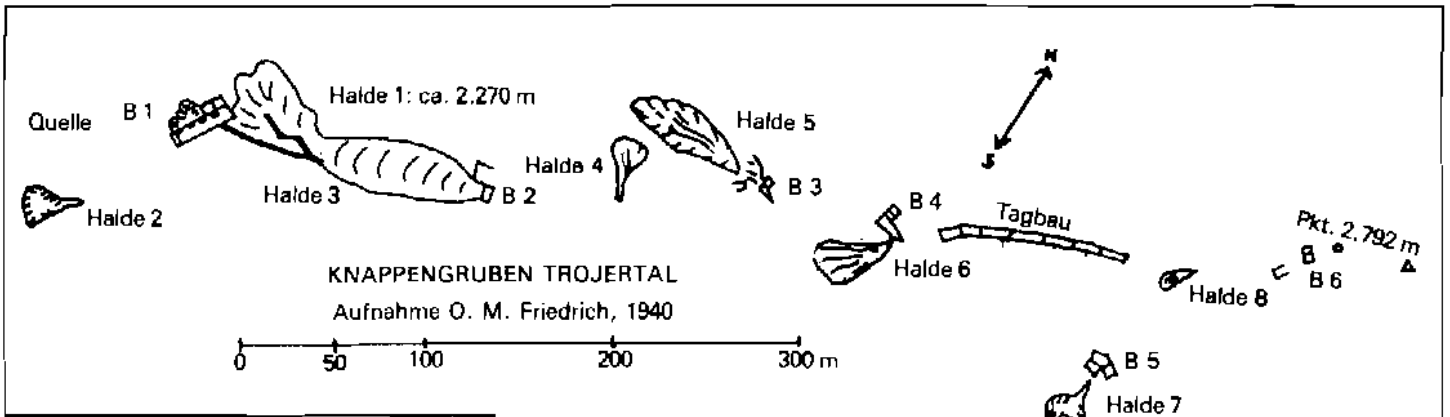 N
S
Quelle
B 1
Halde 1: ca. 2.270 m
Halde 5
Halde 4
B 3
Halde 3
B 2
Halde 2
B 4
Tagbau
Pkt. 2.792 m
Halde 6
B 6
Halde 8
KNAPPENGRUBEN TROJERTAL
Aufnahme O. M. Friedrich, 1940
0 50 100 200 300 m
B 5
Halde 7